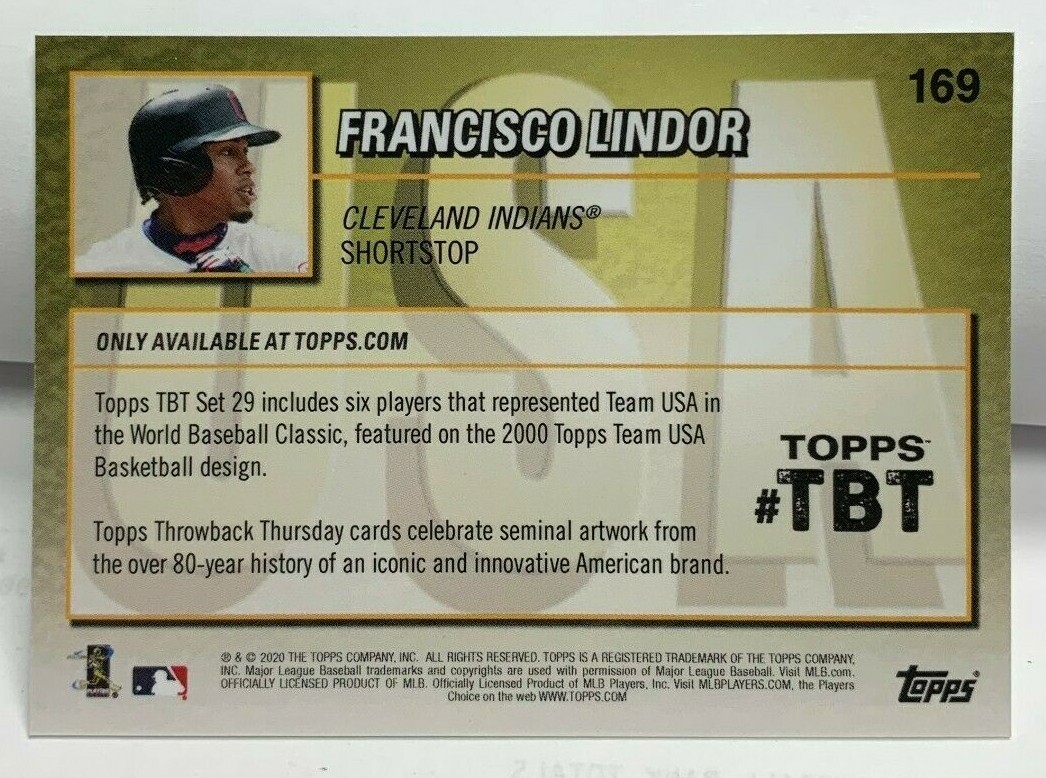 169
FRANCISCO LINDOR
CLEVELAND INDIANS®
SHORTSTOP
USA
ONLY AVAILABLE AT TOPPS.COM
Topps TBT Set 29 includes six players that represented Team USA in
the World Baseball Classic, featured on the 2000 Topps Team USA
Basketball design.
Topps Throwback Thursday cards celebrate seminal artwork from
the over 80-year history of an iconic and innovative American brand.
TOPPS™
#TBT
® & © 2020 THE TOPPS COMPANY, INC. ALL RIGHTS RESERVED. TOPPS IS A REGISTERED TRADEMARK OF THE TOPPS COMPANY,
INC. Major League Baseball trademarks and copyrights are used with permission of Major League Baseball. Visit MLB.com.
OFFICIALLY LICENSED PRODUCT OF MLB. Officially Licensed Product of MLB Players, Inc. Visit MLBPLAYERS.COM, the Players
Choice on the web WWW.TOPPS.COM
topps®